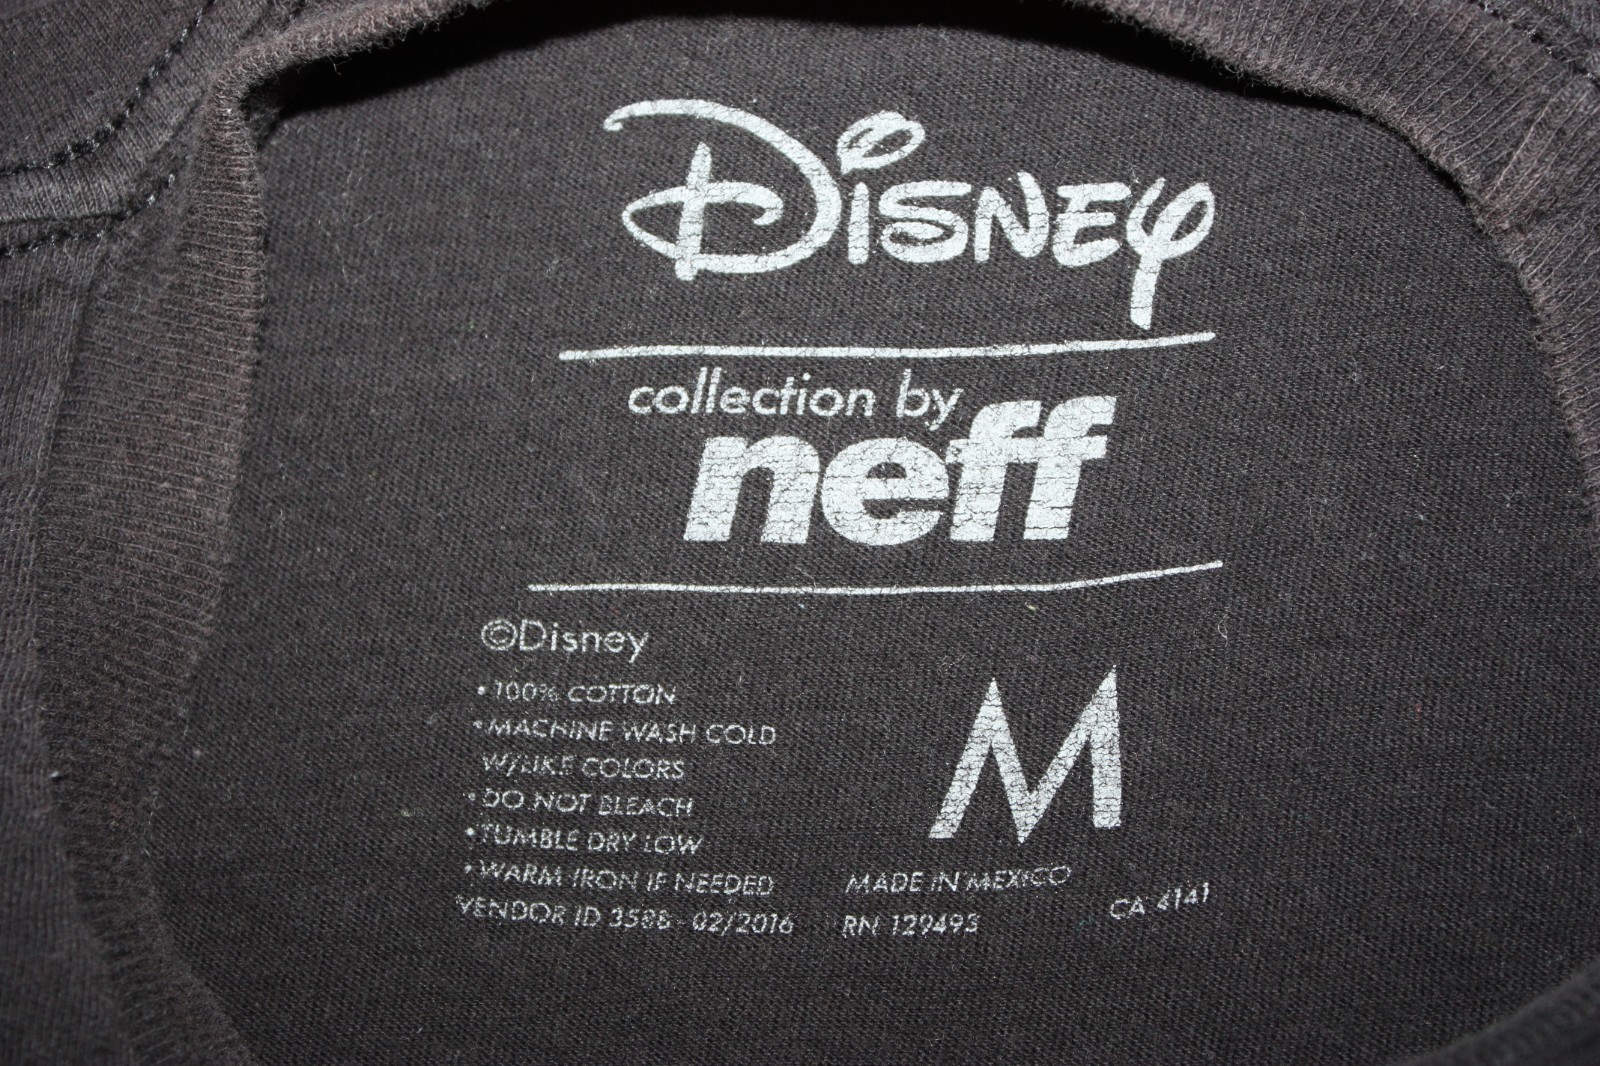 Disney
collection by
neff
©Disney
• 100% COTTON
• MACHINE WASH COLD
W/LIKE COLORS
• DO NOT BLEACH
• TUMBLE DRY LOW
• WARM IRON IF NEEDED
VENDOR ID 3588 - 02/2016
M
MADE IN MEXICO
RN 129493
CA 4141